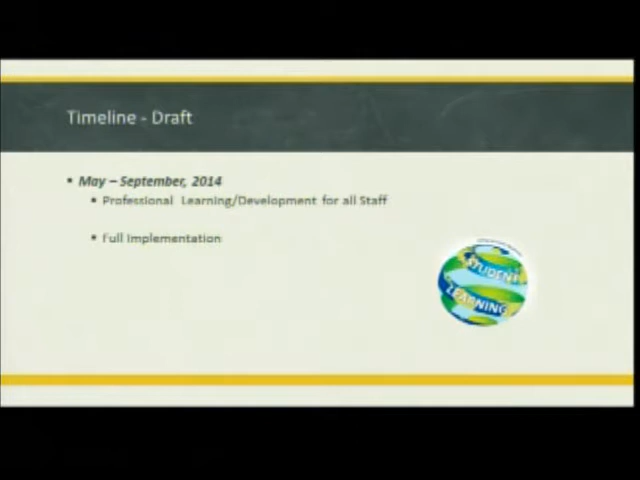 Timeline - Draft
May – September, 2014
Professional Learning/Development for all Staff
Full Implementation
STUDENT
LEARNING